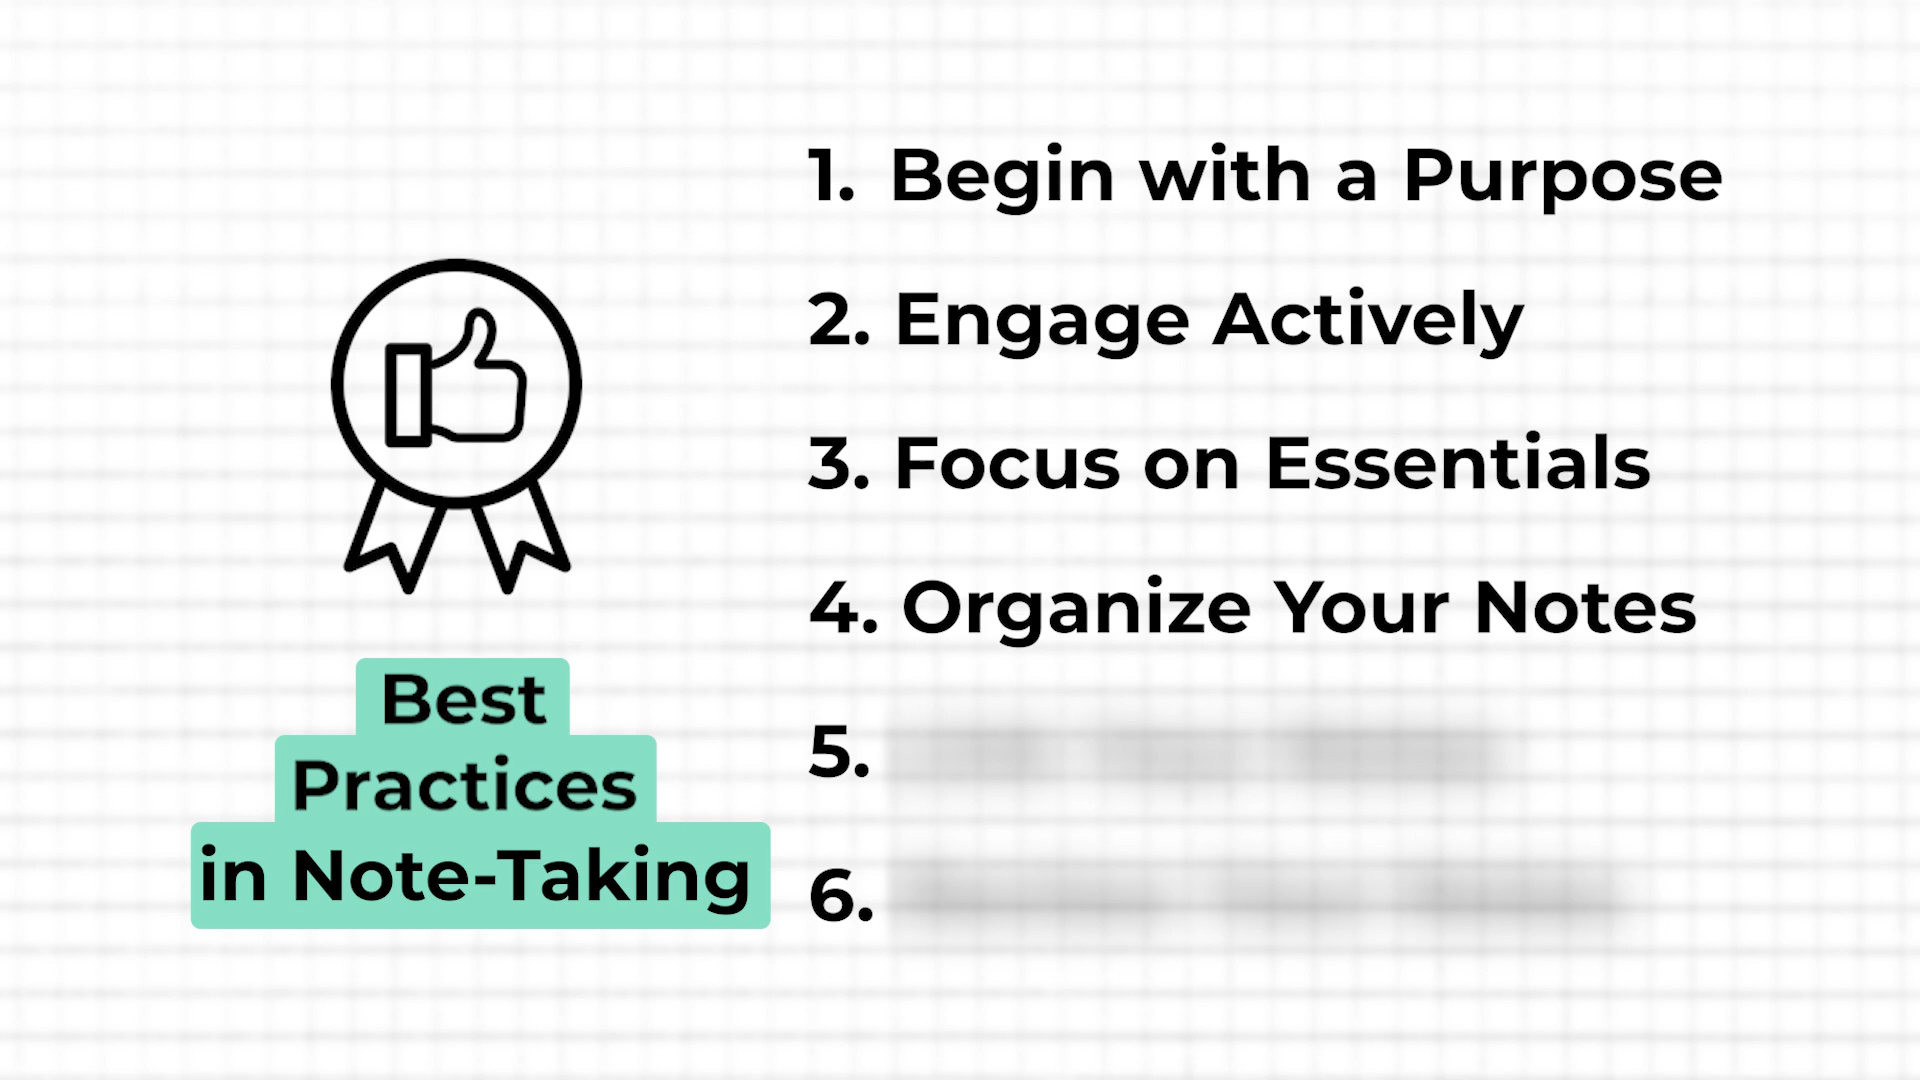 1. Begin with a Purpose
2. Engage Actively
3. Focus on Essentials
4. Organize Your Notes
5.
6.
Best
Practices
in Note-Taking